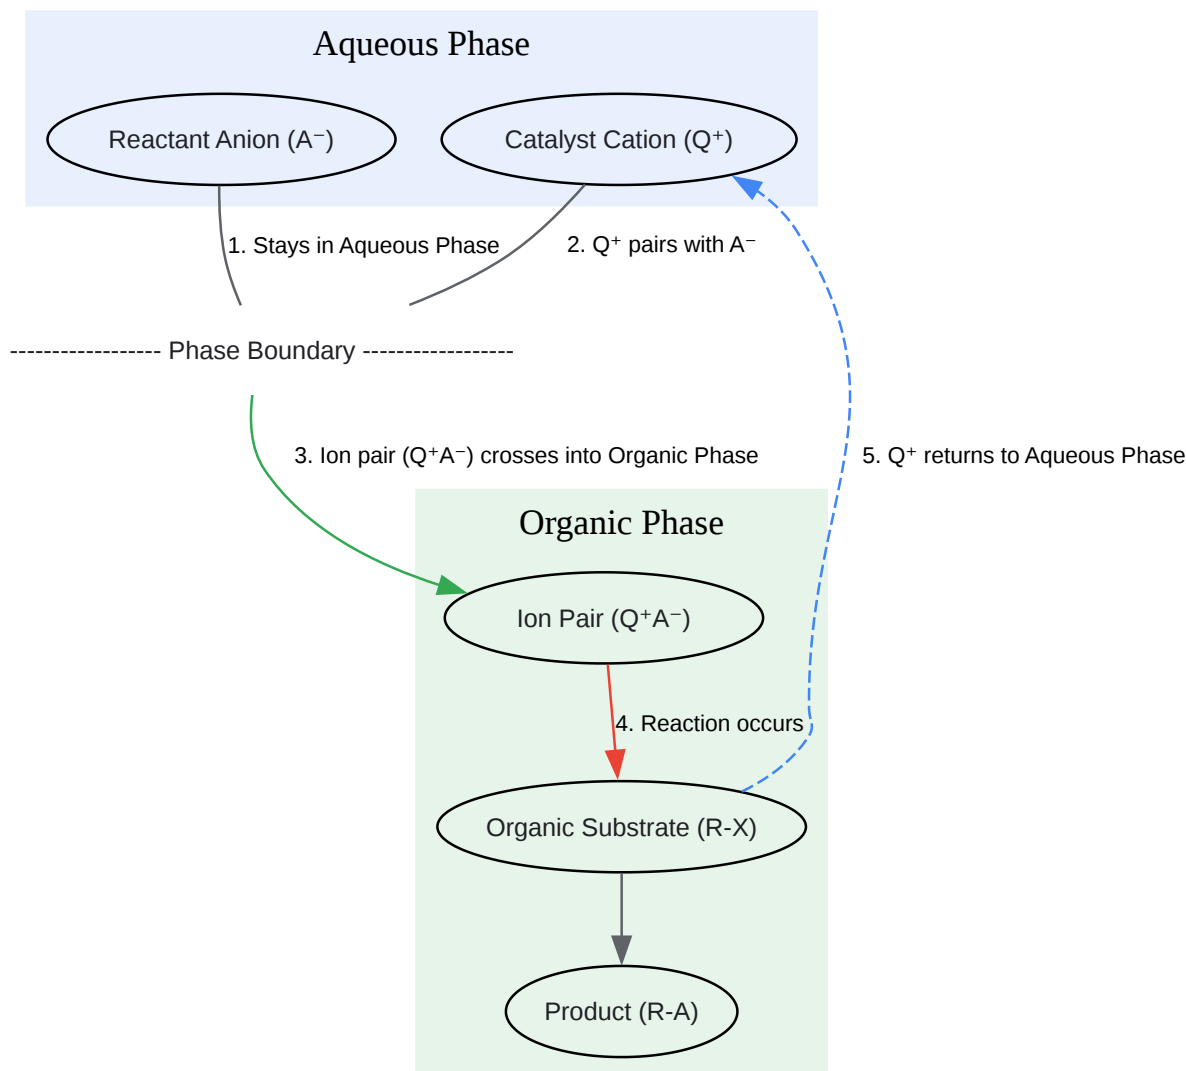 Aqueous Phase
Reactant Anion (A⁻)
Catalyst Cation (Q⁺)
1. Stays in Aqueous Phase
2. Q⁺ pairs with A⁻
------------------ Phase Boundary ------------------
3. Ion pair (Q⁺A⁻) crosses into Organic Phase
5. Q⁺ returns to Aqueous Phase
Organic Phase
Ion Pair (Q⁺A⁻)
4. Reaction occurs
Organic Substrate (R-X)
Product (R-A)